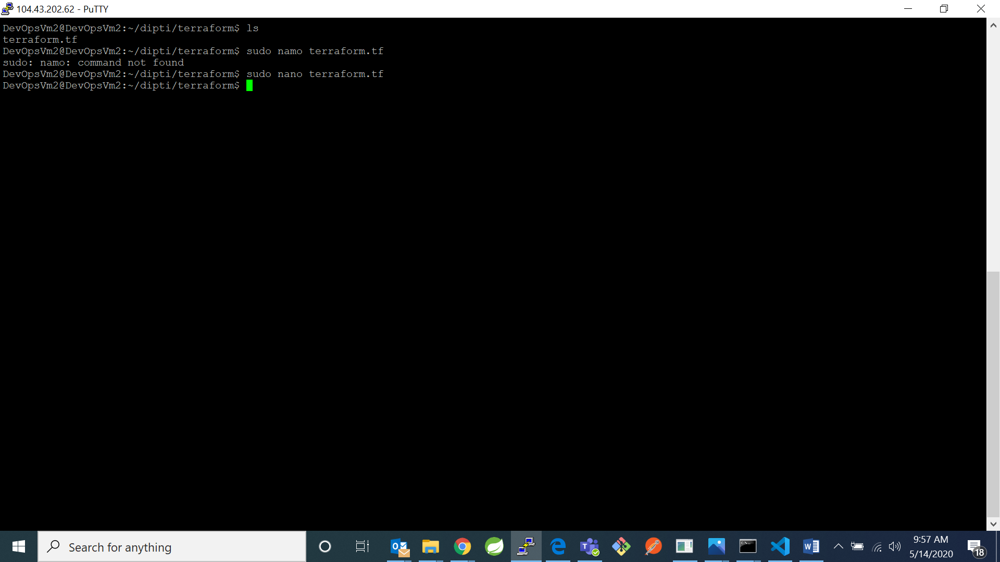 104.43.202.62 - PuTTY
DevOpsVm2@DevOpsVm2:~/dipti/terraform$ ls
terraform.tf
DevOpsVm2@DevOpsVm2:~/dipti/terraform$ sudo namo terraform.tf
sudo: namo: command not found
DevOpsVm2@DevOpsVm2:~/dipti/terraform$ sudo nano terraform.tf
DevOpsVm2@DevOpsVm2:~/dipti/terraform$
Search for anything
9:57 AM
5/14/2020
18